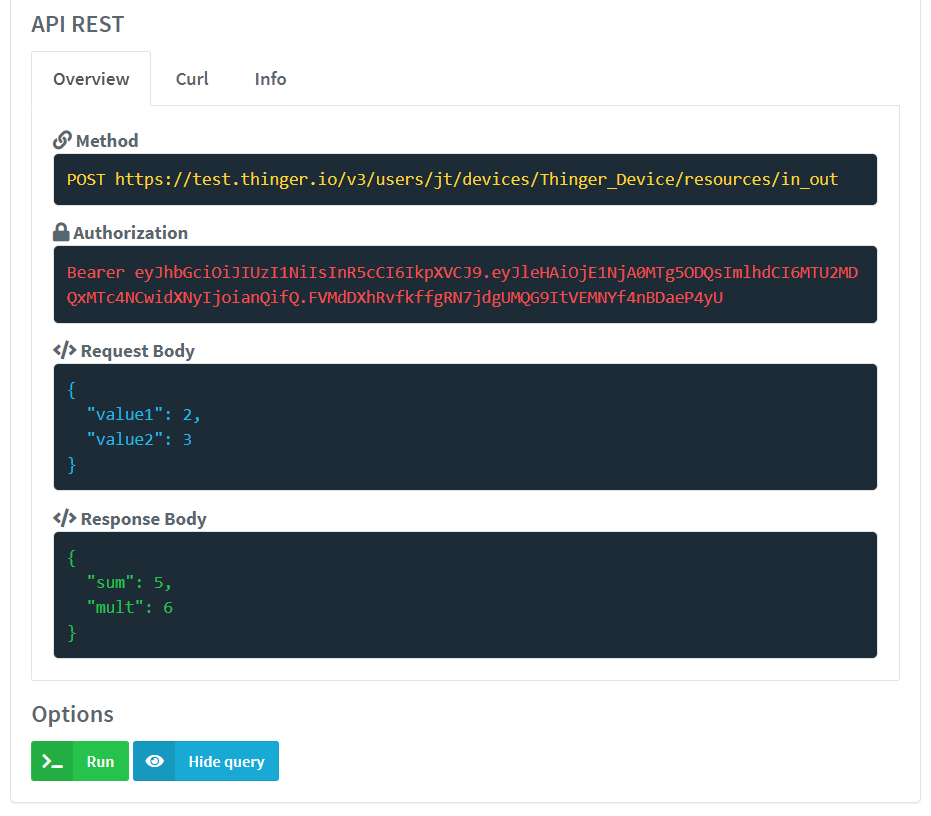 API REST
Overview
Curl
Info
Method
POST https://test.thinger.io/v3/users/jt/devices/Thinger_Device/resources/in_out
Authorization
Bearer eyJhbGciOiJIUzI1NiIsInR5cCI6IkpXVCJ9.eyJleHAiOjE1NjA0MTg5ODQsImlhdCI6MTU2MD
QxMTc4NCwidXNyIjoianQifQ.FVMdDXhRvfkffgRN7jdgUMQG9ItVEMNYf4nBDaeP4yU
Request Body
{
"value1": 2,
"value2": 3
}
Response Body
{
"sum": 5,
"mult": 6
}
Options
Run
Hide query